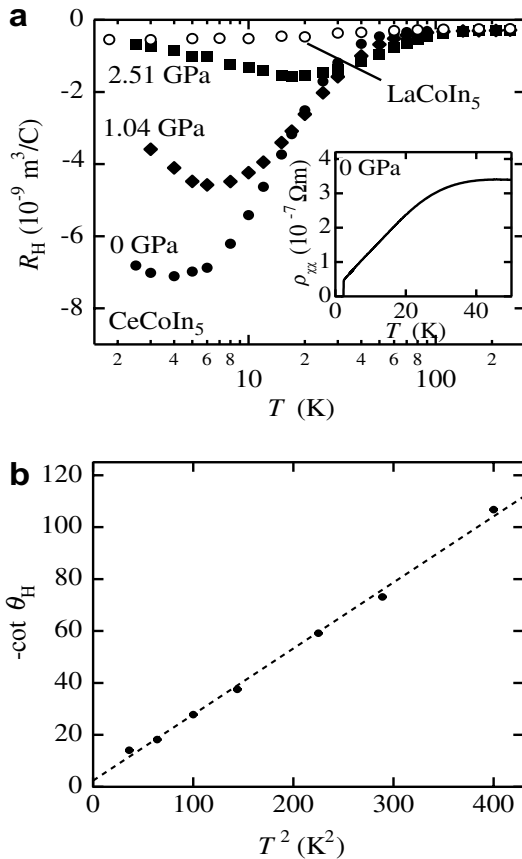 a
0
-2
-4
-6
-8
R_H (10^-9 m^3/C)
2.51 GPa
1.04 GPa
0 GPa
CeCoIn_5
LaCoIn_5
0 GPa
4
3
2
1
0
ρ_xx (10^-7 Ωm)
0 20 40
T (K)
2 4 6 8 10 2 4 6 8 100 2
T (K)
b
120
100
80
60
40
20
0
-cot θ_H
0 100 200 300 400
T^2 (K^2)